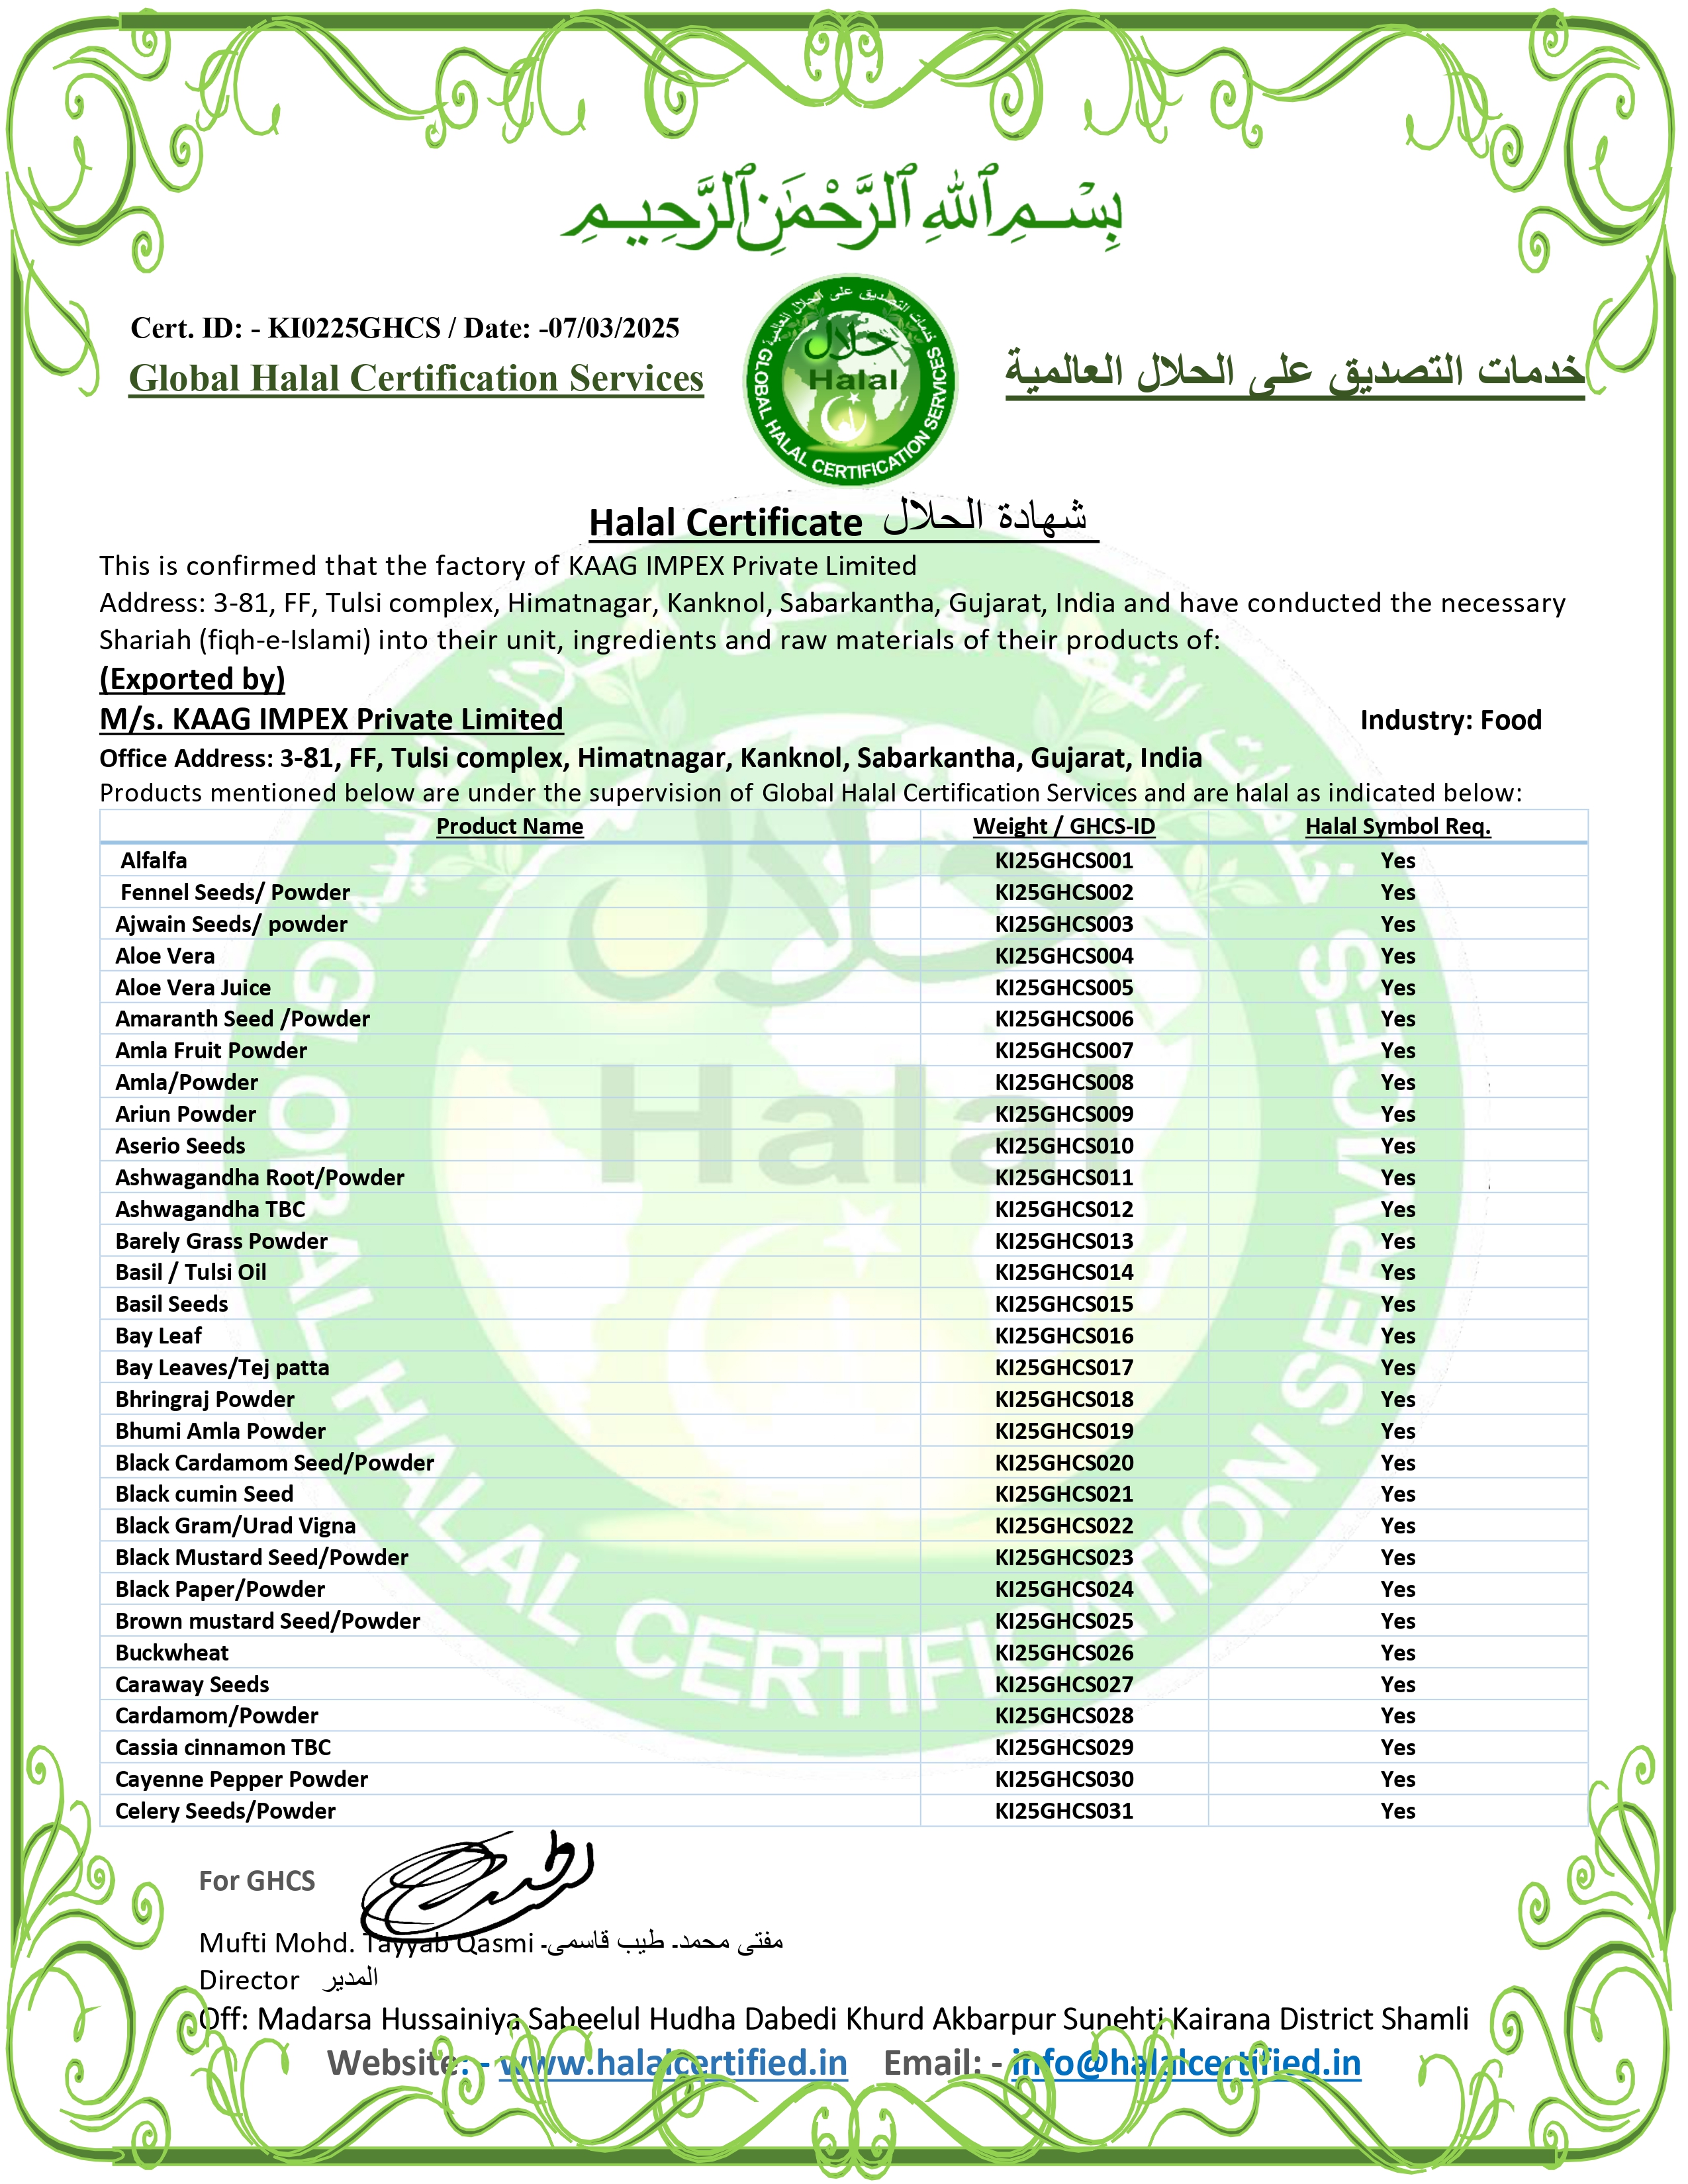 بِسْمِ ٱللَّهِ ٱلرَّحْمَٰنِ ٱلرَّحِيمِ
Cert. ID: - KI0225GHCS / Date: -07/03/2025
Global Halal Certification Services
خدمات التصديق على الحلال العالمية
خدمات التصديق على الحلال العالمية
حلال
Halal
GLOBAL HALAL CERTIFICATION SERVICES
Halal Certificate شهادة الحلال
This is confirmed that the factory of KAAG IMPEX Private Limited
Address: 3-81, FF, Tulsi complex, Himatnagar, Kanknol, Sabarkantha, Gujarat, India and have conducted the necessary
Shariah (fiqh-e-Islami) into their unit, ingredients and raw materials of their products of:
(Exported by)
M/s. KAAG IMPEX Private Limited Industry: Food
Office Address: 3-81, FF, Tulsi complex, Himatnagar, Kanknol, Sabarkantha, Gujarat, India
Products mentioned below are under the supervision of Global Halal Certification Services and are halal as indicated below:
Product Name Weight / GHCS-ID Halal Symbol Req.
Alfalfa KI25GHCS001 Yes
Fennel Seeds/ Powder KI25GHCS002 Yes
Ajwain Seeds/ powder KI25GHCS003 Yes
Aloe Vera KI25GHCS004 Yes
Aloe Vera Juice KI25GHCS005 Yes
Amaranth Seed /Powder KI25GHCS006 Yes
Amla Fruit Powder KI25GHCS007 Yes
Amla/Powder KI25GHCS008 Yes
Ariun Powder KI25GHCS009 Yes
Aserio Seeds KI25GHCS010 Yes
Ashwagandha Root/Powder KI25GHCS011 Yes
Ashwagandha TBC KI25GHCS012 Yes
Barely Grass Powder KI25GHCS013 Yes
Basil / Tulsi Oil KI25GHCS014 Yes
Basil Seeds KI25GHCS015 Yes
Bay Leaf KI25GHCS016 Yes
Bay Leaves/Tej patta KI25GHCS017 Yes
Bhringraj Powder KI25GHCS018 Yes
Bhumi Amla Powder KI25GHCS019 Yes
Black Cardamom Seed/Powder KI25GHCS020 Yes
Black cumin Seed KI25GHCS021 Yes
Black Gram/Urad Vigna KI25GHCS022 Yes
Black Mustard Seed/Powder KI25GHCS023 Yes
Black Paper/Powder KI25GHCS024 Yes
Brown mustard Seed/Powder KI25GHCS025 Yes
Buckwheat KI25GHCS026 Yes
Caraway Seeds KI25GHCS027 Yes
Cardamom/Powder KI25GHCS028 Yes
Cassia cinnamon TBC KI25GHCS029 Yes
Cayenne Pepper Powder KI25GHCS030 Yes
Celery Seeds/Powder KI25GHCS031 Yes
For GHCS
Mufti Mohd. Tayyab Qasmi -مفتی محمد۔ طیب قاسمی
Director المدير
Off: Madarsa Hussainiya Sabeelul Hudha Dabedi Khurd Akbarpur Sunehti Kairana District Shamli
Website: - www.halalcertified.in Email: - info@halalcertified.in